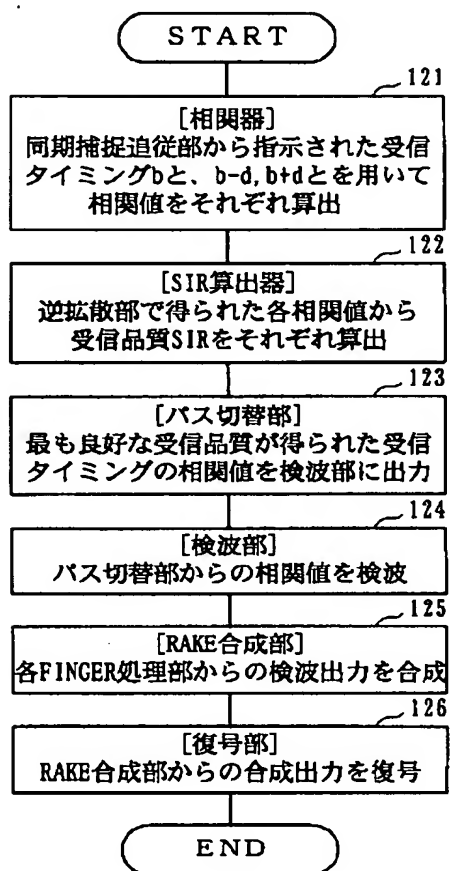 START
121
[相関器]
同期捕捉追従部から指示された受信
タイミングbと、b-d,b+dとを用いて
相関値をそれぞれ算出
122
[SIR算出器]
逆拡散部で得られた各相関値から
受信品質SIRをそれぞれ算出
123
[パス切替部]
最も良好な受信品質が得られた受信
タイミングの相関値を検波部に出力
124
[検波部]
パス切替部からの相関値を検波
125
[RAKE合成部]
各FINGER処理部からの検波出力を合成
126
[復号部]
RAKE合成部からの合成出力を復号
END